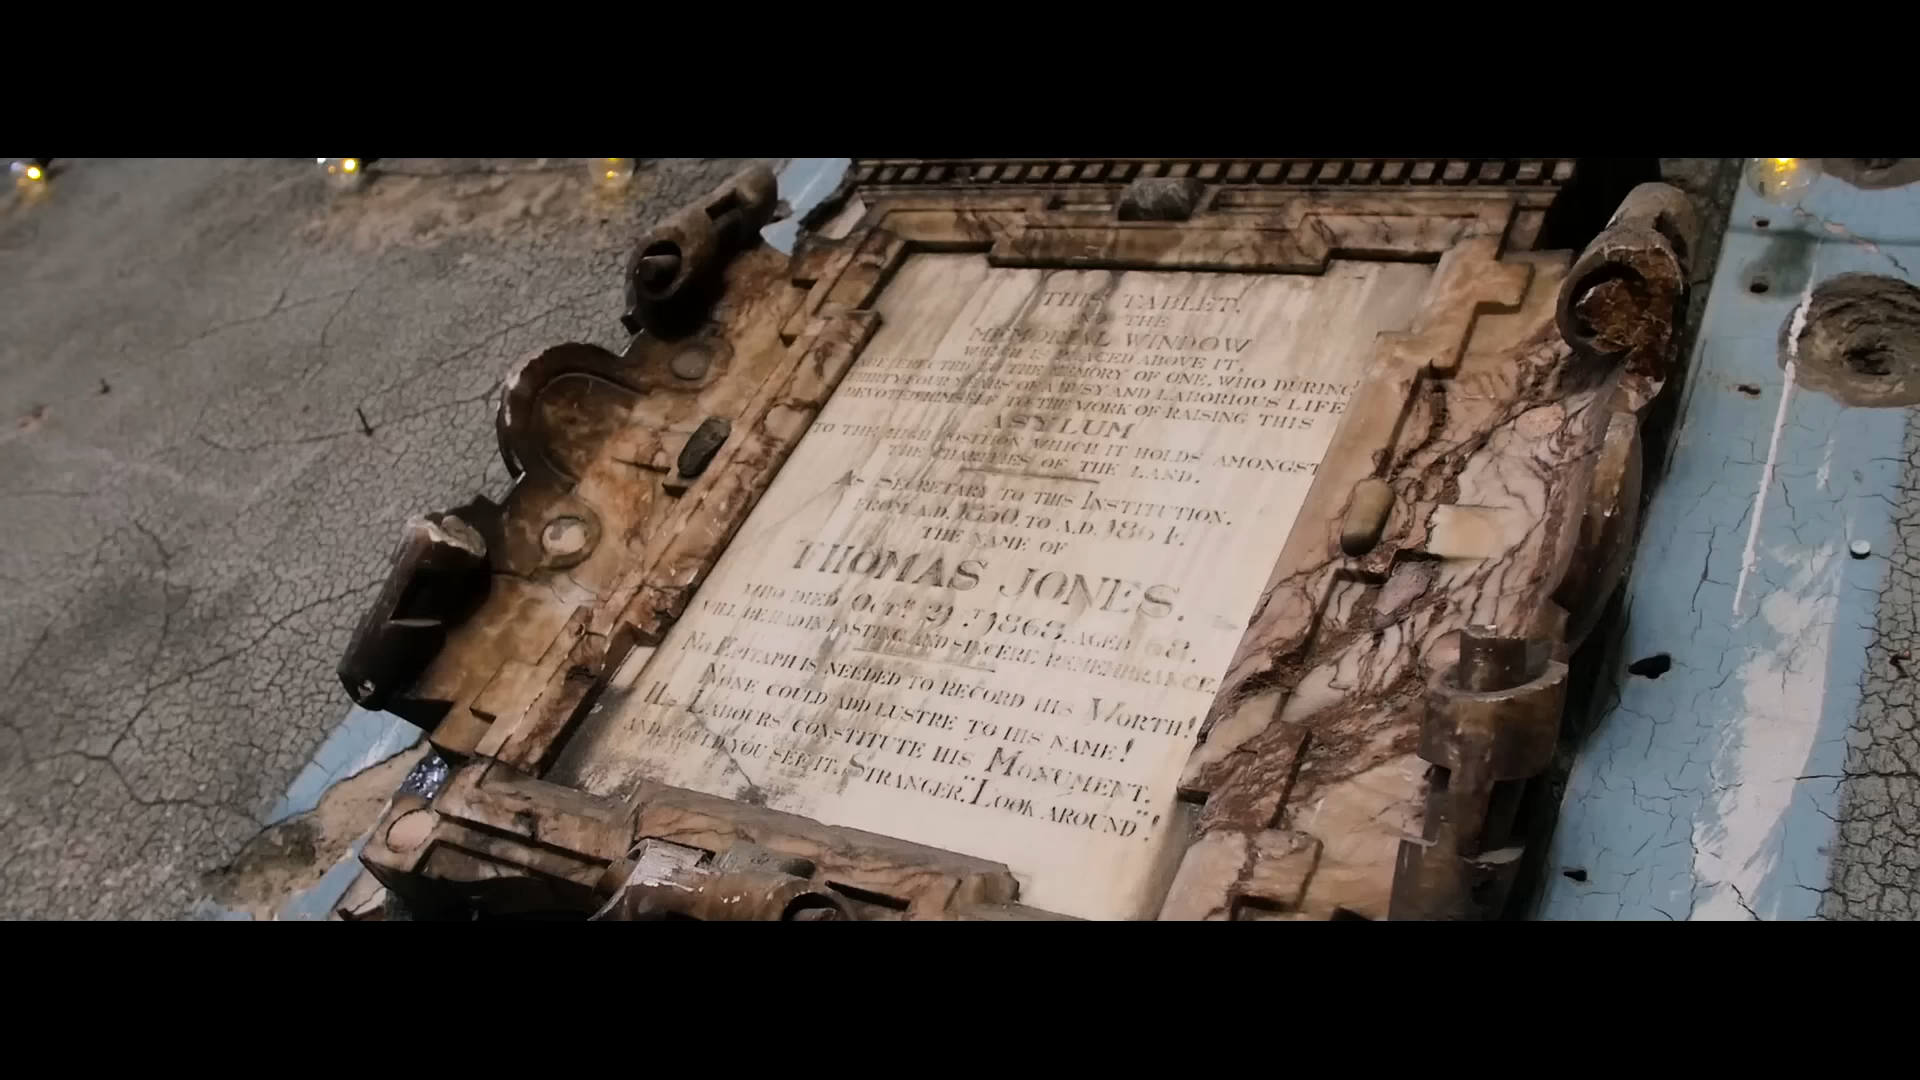 THIS TABLET,
AND THE
MEMORIAL WINDOW
WHICH IS PLACED ABOVE IT,
ARE ERECTED TO THE MEMORY OF ONE, WHO DURING
THIRTY-FOUR YEARS OF A BUSY AND LABORIOUS LIFE
DEVOTED HIMSELF TO THE WORK OF RAISING THIS
ASYLUM
TO THE HIGH POSITION WHICH IT HOLDS AMONGST
THE CHARITIES OF THE LAND.
AS SECRETARY TO THIS INSTITUTION,
FROM A.D. TO A.D.
THE NAME OF
THOMAS JONES.
WHO DIED OCTR 1863. AGED 68.
WILL BE HAD IN LASTING AND SINCERE REMEMBRANCE.
NO EPITAPH IS NEEDED TO RECORD HIS WORTH!
NONE COULD ADD LUSTRE TO HIS NAME!
HIS LABOURS CONSTITUTE HIS MONUMENT,
AND WOULD YOU SEE IT, STRANGER, "LOOK AROUND"!